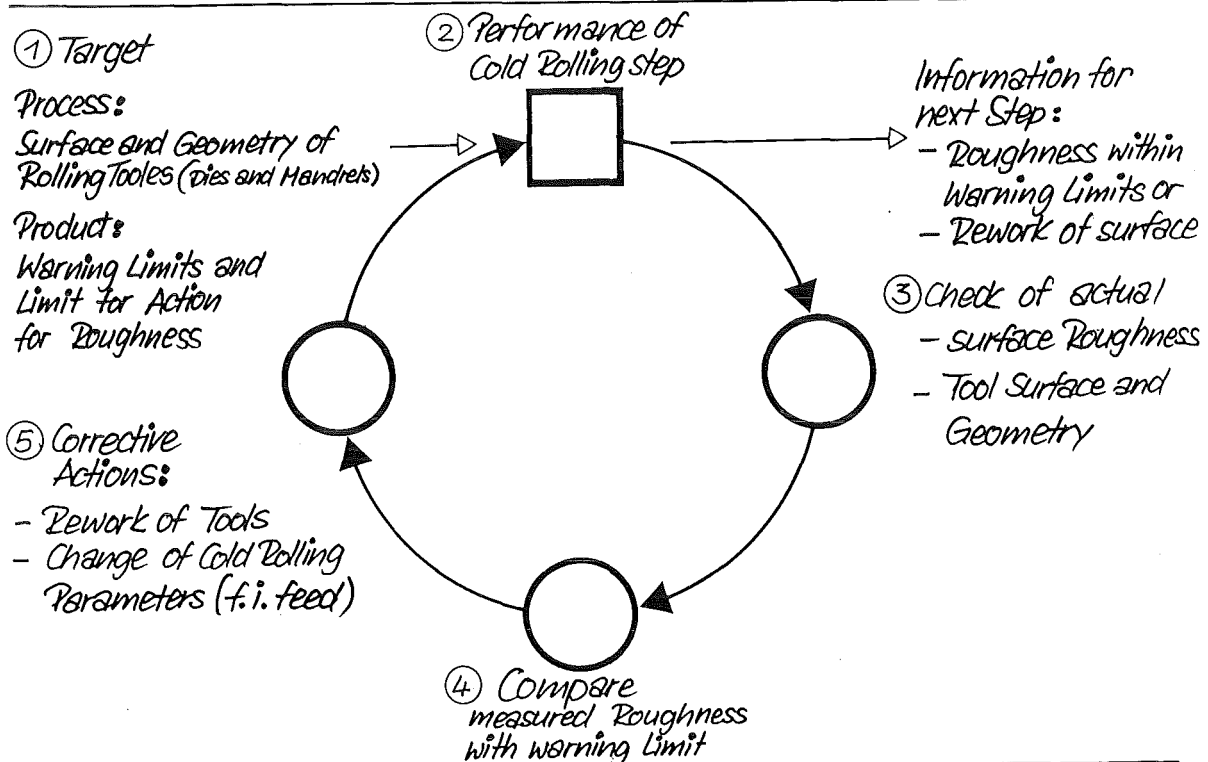 ① Target
Process:
Surface and Geometry of
Rolling Tooles (Dies and Mandrels)
Product:
Warning Limits and
Limit for Action
for Roughness
② Performance of
Cold Rolling step
Information for
next Step:
- Roughness within
Warning Limits or
- Rework of surface
③ Check of actual
- surface Roughness
- Tool Surface and
Geometry
④ Compare
measured Roughness
with warning Limit
⑤ Corrective
Actions:
- Rework of Tools
- Change of Cold Rolling
Parameters (f.i. feed)